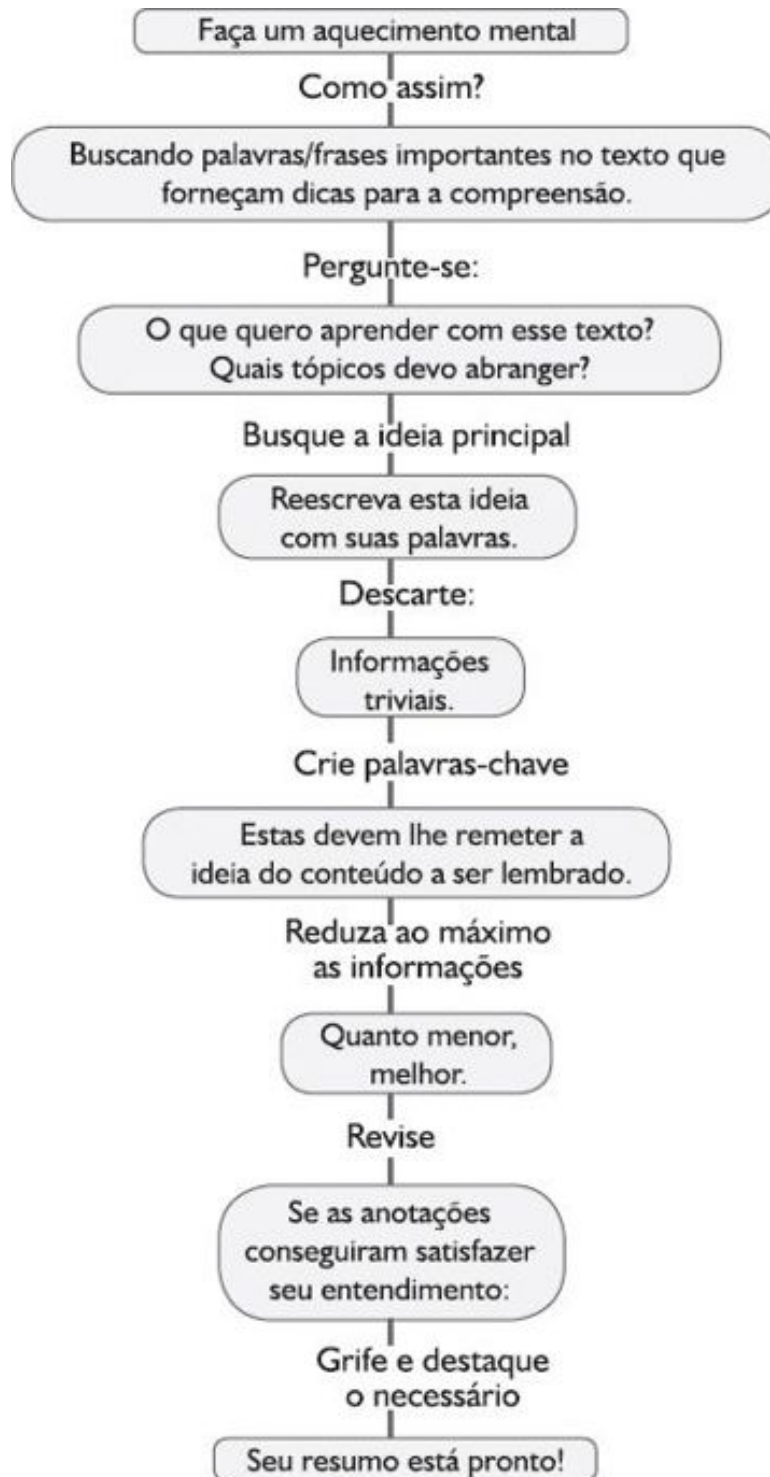 Faça um aquecimento mental
Como assim?
Buscando palavras/frases importantes no texto que
forneçam dicas para a compreensão.
Pergunte-se:
O que quero aprender com esse texto?
Quais tópicos devo abranger?
Busque a ideia principal
Reescreva esta ideia
com suas palavras.
Descarte:
Informações
triviais.
Crie palavras-chave
Estas devem lhe remeter a
ideia do conteúdo a ser lembrado.
Reduza ao máximo
as informações
Quanto menor,
melhor.
Revise
Se as anotações
conseguiram satisfazer
seu entendimento:
Grife e destaque
o necessário
Seu resumo está pronto!